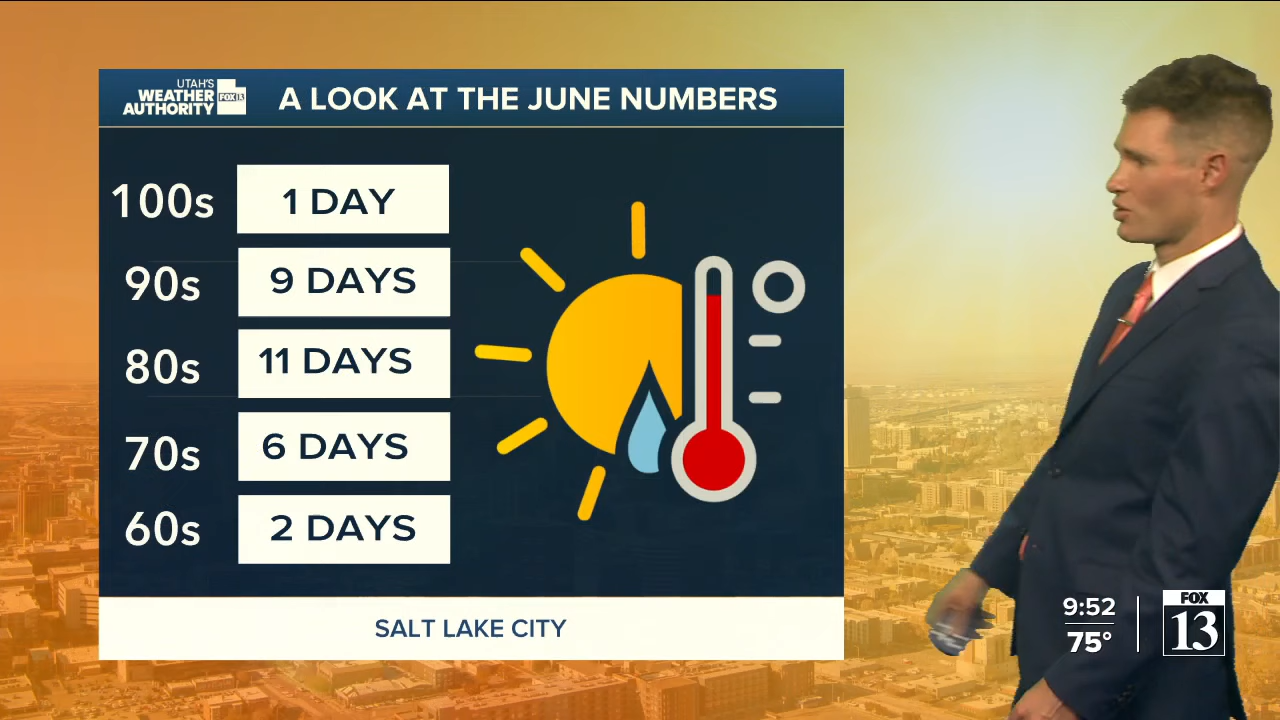 UTAH'S
WEATHER
AUTHORITY
FOX 13
A LOOK AT THE JUNE NUMBERS
100s 1 DAY
90s 9 DAYS
80s 11 DAYS
70s 6 DAYS
60s 2 DAYS
SALT LAKE CITY
9:52
75°
FOX
13